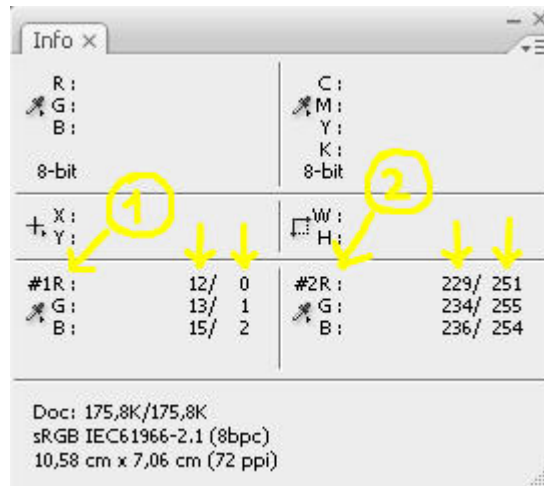 Info ×
R :
G :
B :
8-bit
C :
M :
Y :
K :
8-bit
1
2
X :
Y :
W :
H :
#1R : 12/ 0
G : 13/ 1
B : 15/ 2
#2R : 229/ 251
G : 234/ 255
B : 236/ 254
Doc: 175,8K/175,8K
sRGB IEC61966-2.1 (8bpc)
10,58 cm x 7,06 cm (72 ppi)